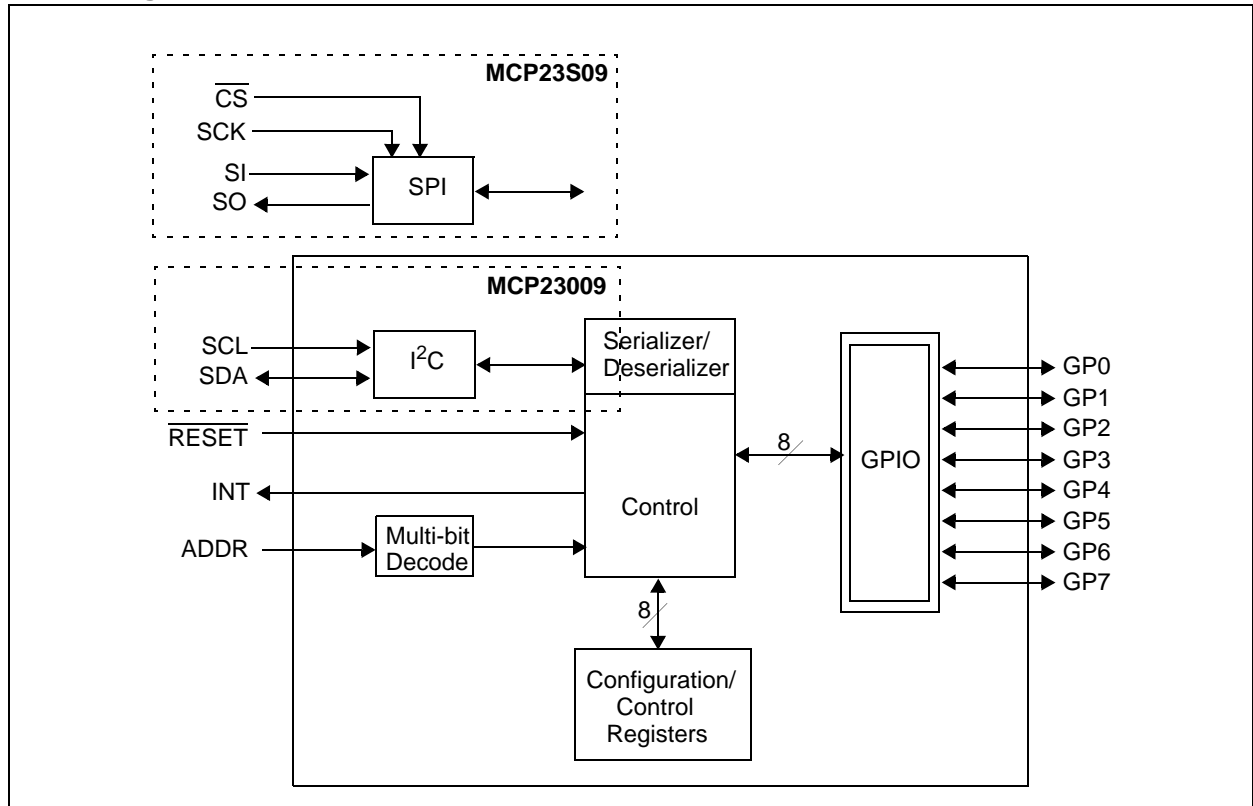 MCP23S09
CS
SCK
SI
SO
SPI
MCP23009
SCL
SDA
I²C
Serializer/
Deserializer
RESET
INT
ADDR
Multi-bit
Decode
Control
8
8
Configuration/
Control
Registers
GPIO
GP0
GP1
GP2
GP3
GP4
GP5
GP6
GP7